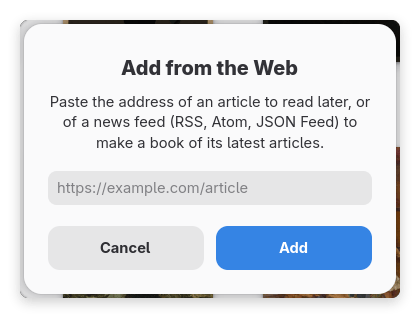 Add from the Web
Paste the address of an article to read later, or
of a news feed (RSS, Atom, JSON Feed) to
make a book of its latest articles.
https://example.com/article
Cancel
Add